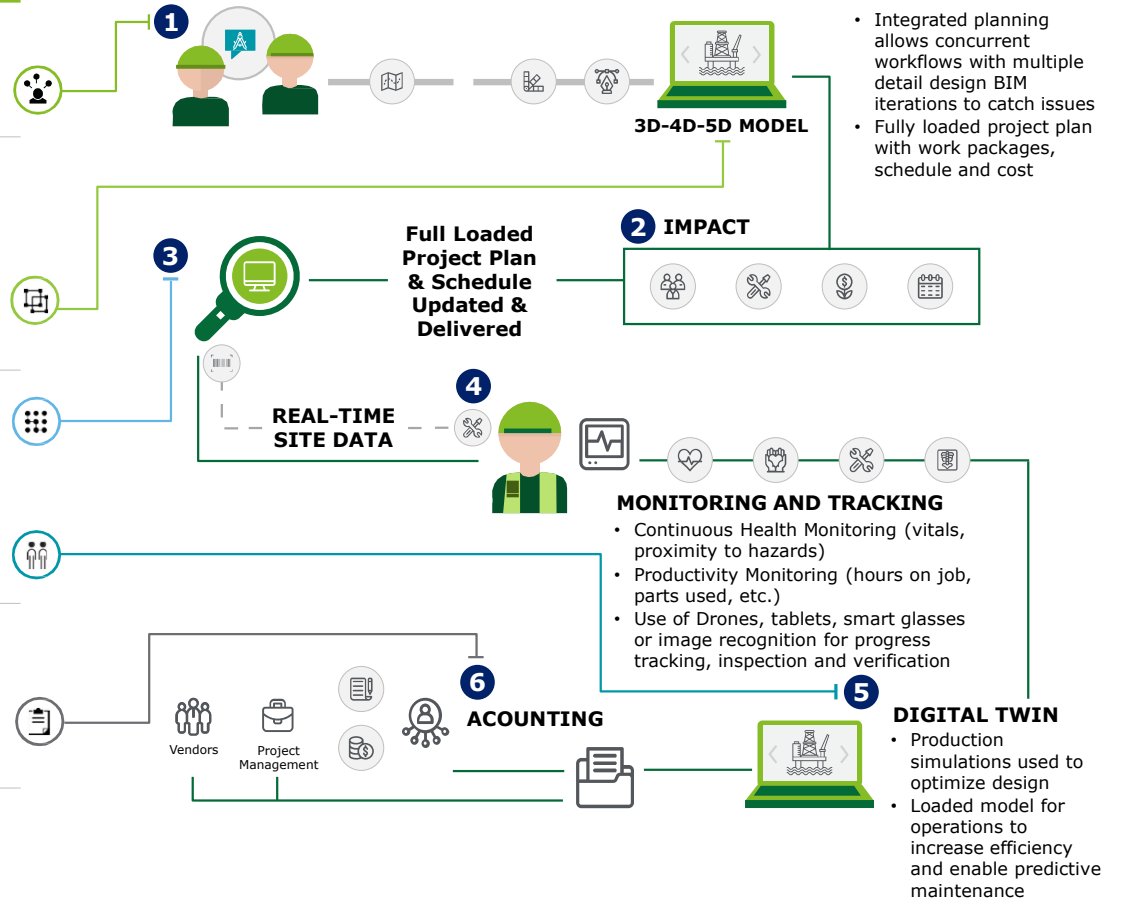 1
• Integrated planning
allows concurrent
workflows with multiple
detail design BIM
iterations to catch issues
• Fully loaded project plan
with work packages,
schedule and cost
3D-4D-5D MODEL
2 IMPACT
3
Full Loaded
Project Plan
& Schedule
Updated &
Delivered
4
REAL-TIME
SITE DATA
MONITORING AND TRACKING
• Continuous Health Monitoring (vitals,
proximity to hazards)
• Productivity Monitoring (hours on job,
parts used, etc.)
• Use of Drones, tablets, smart glasses
or image recognition for progress
tracking, inspection and verification
5
DIGITAL TWIN
• Production
simulations used to
optimize design
• Loaded model for
operations to
increase efficiency
and enable predictive
maintenance
6
ACOUNTING
Vendors
Project
Management